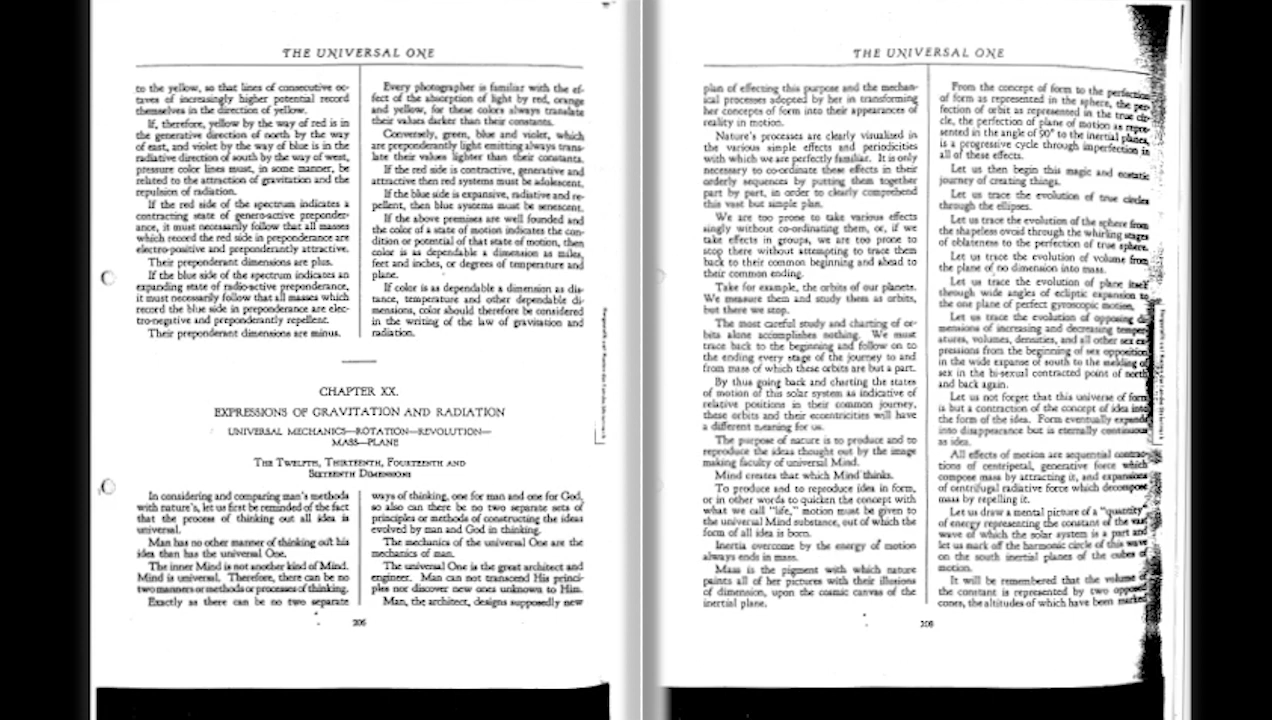 THE UNIVERSAL ONE
to the yellow, so that lines of consecutive oc-
taves of increasingly higher potential record
themselves in the direction of yellow.
If, therefore, yellow by the way of red is in
the generative direction of north by the way
of east, and violet by the way of blue is in the
radiative direction of south by the way of west,
pressure color lines must, in some manner, be
related to the attraction of gravitation and the
repulsion of radiation.
If the red side of the spectrum indicates a
contracting state of genero-active preponder-
ance, it must necessarily follow that all masses
which record the red side in preponderance are
electro-positive and preponderantly attractive.
Their preponderant dimensions are plus.
If the blue side of the spectrum indicates an
expanding state of radio-active preponderance,
it must necessarily follow that all masses which
record the blue side in preponderance are elec-
tro-negative and preponderantly repellent.
Their preponderant dimensions are minus.
Every photographer is familiar with the ef-
fect of the absorption of light by red, orange
and yellow, for these colors always translate
their values darker than their constants.
Conversely, green, blue and violet, which
are preponderantly light emitting always trans-
late their values lighter than their constants.
If the red side is contractive, generative and
attractive then red systems must be adolescent.
If the blue side is expansive, radiative and re-
pellent, then blue systems must be senescent.
If the above premises are well founded and
the color of a state of motion indicates the con-
dition or potential of that state of motion, then
color is as dependable a dimension as miles,
feet and inches, or degrees of temperature and
plane.
If color is as dependable a dimension as dis-
tance, temperature and other dependable di-
mensions, color should therefore be considered
in the writing of the law of gravitation and
radiation.
CHAPTER XX.
EXPRESSIONS OF GRAVITATION AND RADIATION
UNIVERSAL MECHANICS—ROTATION—REVOLUTION—
MASS—PLANE
THE TWELFTH, THIRTEENTH, FOURTEENTH AND
SIXTEENTH DIMENSIONS
In considering and comparing man's methods
with nature's, let us first be reminded of the fact
that the process of thinking out all idea is
universal.
Man has no other manner of thinking out his
idea than has the universal One.
The inner Mind is not another kind of Mind.
Mind is universal. Therefore, there can be no
two manners or methods or processes of thinking.
Exactly as there can be no two separate
ways of thinking, one for man and one for God,
so also can there be no two separate sets of
principles or methods of constructing the ideas
evolved by man and God in thinking.
The mechanics of the universal One are the
mechanics of man.
The universal One is the great architect and
engineer. Man can not transcend His princi-
ples nor discover new ones unknown to Him.
Man, the architect, designs supposedly new
206
THE UNIVERSAL ONE
plan of effecting this purpose and the mechan-
ical processes adopted by her in transforming
her concepts of form into their appearances of
reality in motion.
Nature's processes are clearly visualized in
the various simple effects and periodicities
with which we are perfectly familiar. It is only
necessary to co-ordinate these effects in their
orderly sequences by putting them together
part by part, in order to clearly comprehend
this vast but simple plan.
We are too prone to take various effects
singly without co-ordinating them, or, if we
take effects in groups, we are too prone to
stop there without attempting to trace them
back to their common beginning and ahead to
their common ending.
Take for example, the orbits of our planets.
We measure them and study them as orbits,
but there we stop.
The most careful study and charting of or-
bits alone accomplishes nothing. We must
trace back to the beginning and follow on to
the ending every stage of the journey to and
from mass of which these orbits are but a part.
By thus going back and charting the states
of motion of this solar system as indicative of
relative positions in their common journey,
these orbits and their eccentricities will have
a different meaning for us.
The purpose of nature is to produce and to
reproduce the ideas thought out by the image
making faculty of universal Mind.
Mind creates that which Mind thinks.
To produce and to reproduce idea in form,
or in other words to quicken the concept with
what we call "life," motion must be given to
the universal Mind substance, out of which the
form of all idea is born.
Inertia overcome by the energy of motion
always ends in mass.
Mass is the pigment with which nature
paints all of her pictures with their illusions
of dimension, upon the cosmic canvas of the
inertial plane.
From the concept of form to the perfection
of form as represented in the sphere, the per-
fection of orbit as represented in the true cir-
cle, the perfection of plane of motion as repre-
sented in the angle of 90° to the inertial planes,
is a progressive cycle through imperfection in
all of these effects.
Let us then begin this magic and ecstatic
journey of creating things.
Let us trace the evolution of true circles
through the ellipses.
Let us trace the evolution of the sphere from
the shapeless ovoid through the whirling stages
of oblateness to the perfection of true sphere.
Let us trace the evolution of volume from
the plane of no dimension into mass.
Let us trace the evolution of plane itself
through wide angles of ecliptic expansion to
the one plane of perfect gyroscopic motion.
Let us trace the evolution of opposing di-
mensions of increasing and decreasing temper-
atures, volumes, densities, and all other sex ex-
pressions from the beginning of sex opposition
in the wide expanse of south to the melding of
sex in the bi-sexual contracted point of north
and back again.
Let us not forget that this universe of form
is but a contraction of the concept of idea into
the form of the idea. Form eventually expands
into disappearance but is eternally continuous
as idea.
All effects of motion are sequential contrac-
tions of centripetal, generative force which
compose mass by attracting it, and expansions
of centrifugal radiative force which decompose
mass by repelling it.
Let us draw a mental picture of a "quantity"
of energy representing the constant of the vast
wave of which the solar system is a part and
let us mark off the harmonic circle of this wave
on the south inertial planes of the cubes of
motion.
It will be remembered that the volume of
the constant is represented by two opposed
cones, the altitudes of which have been marked
208